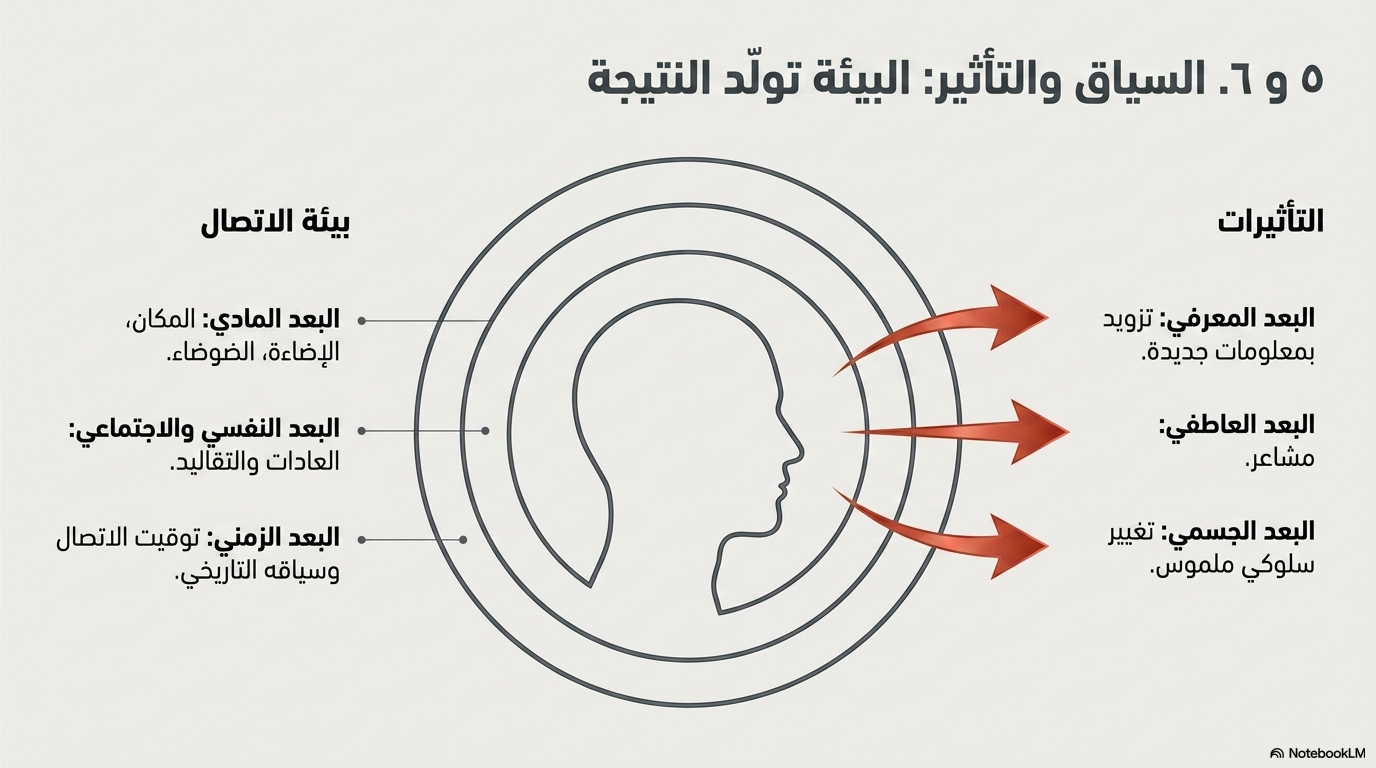 ٥ و ٦. السياق والتأثير: البيئة تولّد النتيجة
التأثيرات
البعد المعرفي: تزويد
بمعلومات جديدة.
البعد العاطفي:
مشاعر.
البعد الجسمي: تغيير
سلوكي ملموس.
بيئة الاتصال
البعد المادي: المكان،
الإضاءة، الضوضاء.
البعد النفسي والاجتماعي:
العادات والتقاليد.
البعد الزمني: توقيت الاتصال
وسياقه التاريخي.
NotebookLM